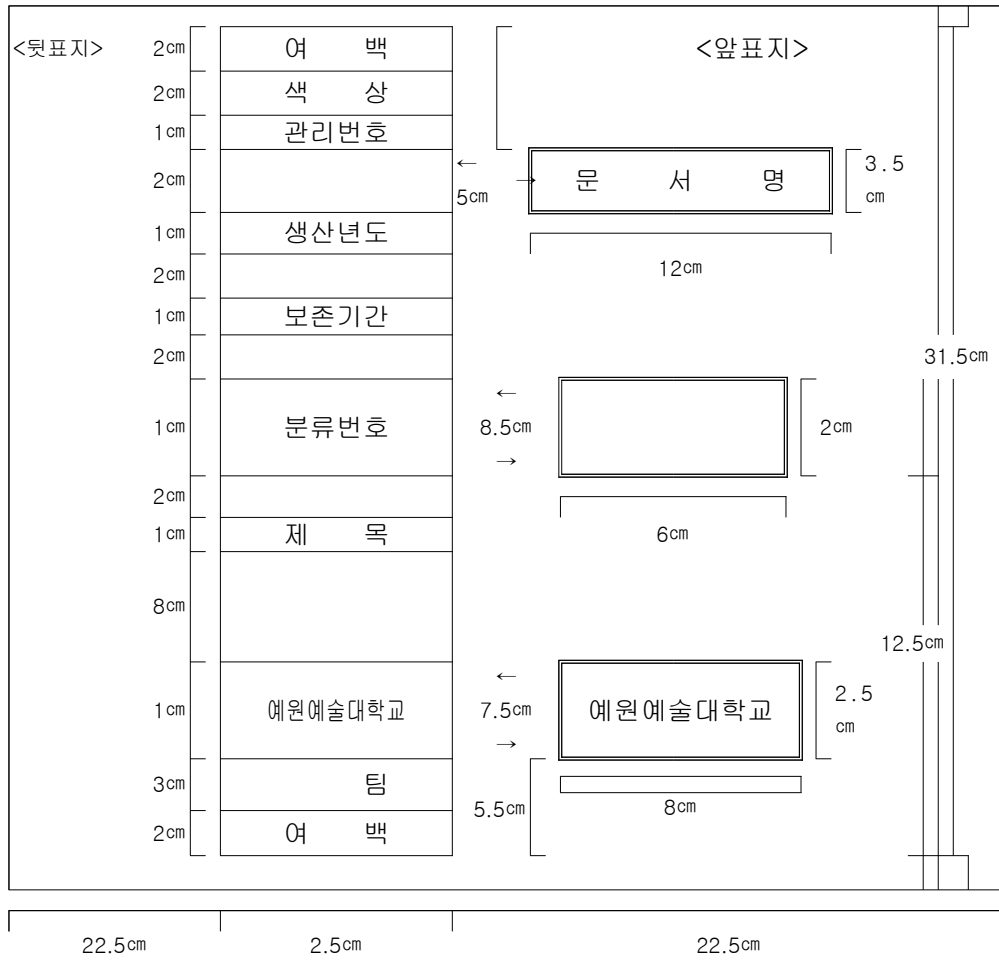 <뒷표지>
<앞표지>
2㎝
여 백
2㎝
색 상
1㎝
관리번호
2㎝
←
→
5㎝
문 서 명
3.5
㎝
1㎝
생산년도
12㎝
2㎝
1㎝
보존기간
2㎝
31.5㎝
1㎝
분류번호
←
8.5㎝
→
2㎝
2㎝
6㎝
1㎝
제 목
8㎝
12.5㎝
1㎝
예원예술대학교
←
7.5㎝
→
예원예술대학교
2.5
㎝
3㎝
팀
5.5㎝
8㎝
2㎝
여 백
22.5㎝
2.5㎝
22.5㎝